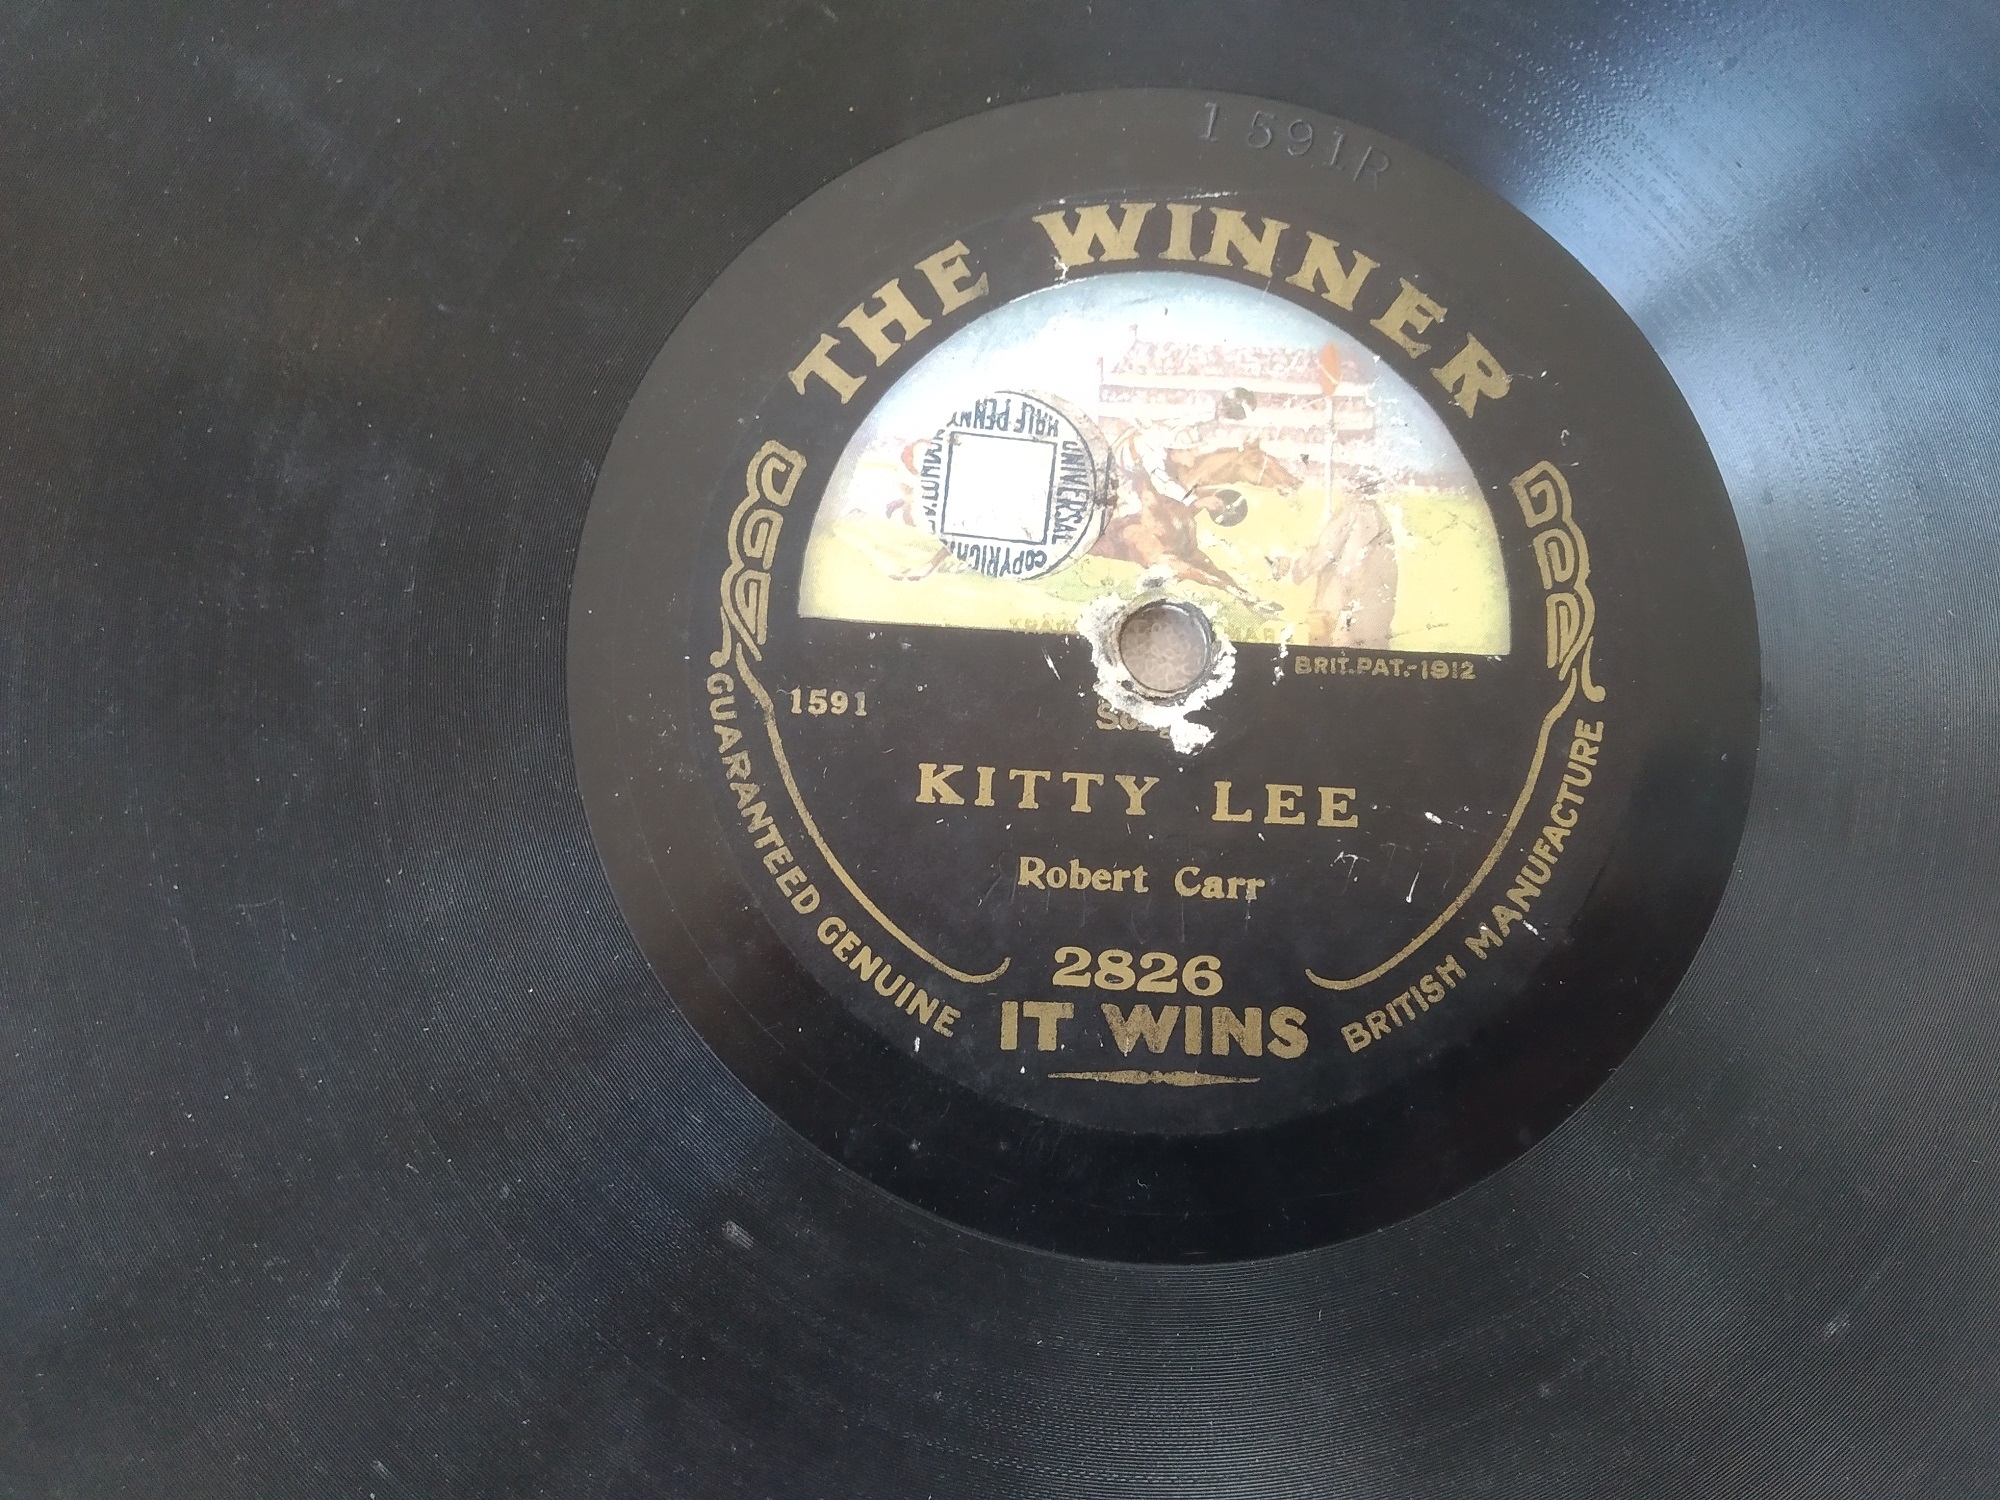 1591R
THE WINNER
HALF PENNY
UNIVERSAL
COPYRIGHT
BRIT.PAT.-1912
1591
Song
KITTY LEE
Robert Carr
2826
IT WINS
GUARANTEED GENUINE
BRITISH MANUFACTURE